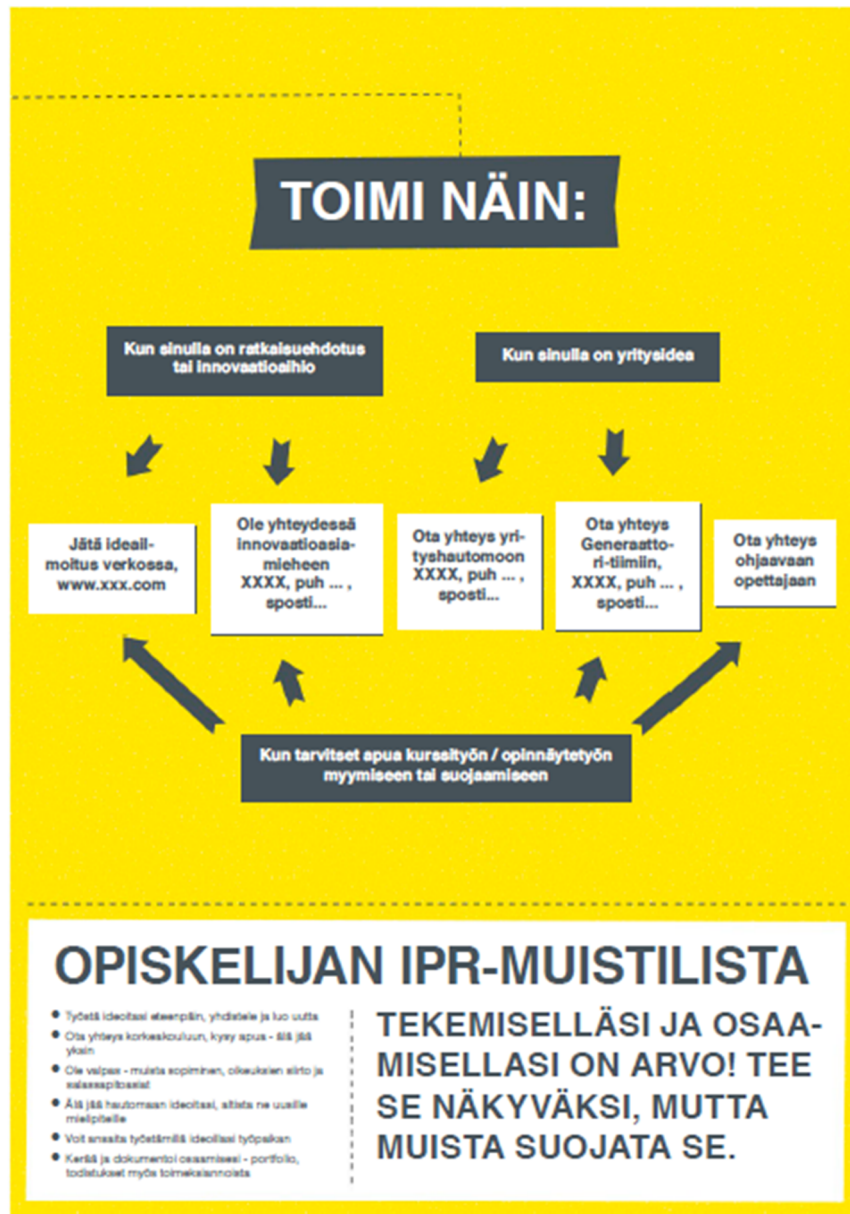 TOIMI NÄIN:
Kun sinulla on ratkaisuehdotus
tai innovaatioaihio
Kun sinulla on yritysidea
Jätä ideail-
moitus verkossa,
www.xxx.com
Ole yhteydessä
innovaatioasia-
mieheen
XXXX, puh ... ,
sposti...
Ota yhteys yri-
tyshautomoon
XXXX, puh ... ,
sposti...
Ota yhteys
Generaatto-
ri-tiimiin,
XXXX, puh ... ,
sposti...
Ota yhteys
ohjaavaan
opettajaan
Kun tarvitset apua kurssityön / opinnäytetyön
myymiseen tai suojaamiseen
OPISKELIJAN IPR-MUISTILISTA
● Työstä ideoitasi eteenpäin, yhdistele ja luo uutta
● Ota yhteys korkeakouluun, kysy apua - älä jää
yksin
● Ole valpas - muista sopiminen, oikeuksien siirto ja
salassapitoasiat
● Älä jää hautomaan ideoitasi, altista ne uusille
mielipiteille
● Voit ansaita työstämillä ideoillasi työpaikan
● Kerää ja dokumentoi osaamisesi - portfolio,
todistukset myös toimeksiannoista
TEKEMISELLÄSI JA OSAA-
MISELLASI ON ARVO! TEE
SE NÄKYVÄKSI, MUTTA
MUISTA SUOJATA SE.